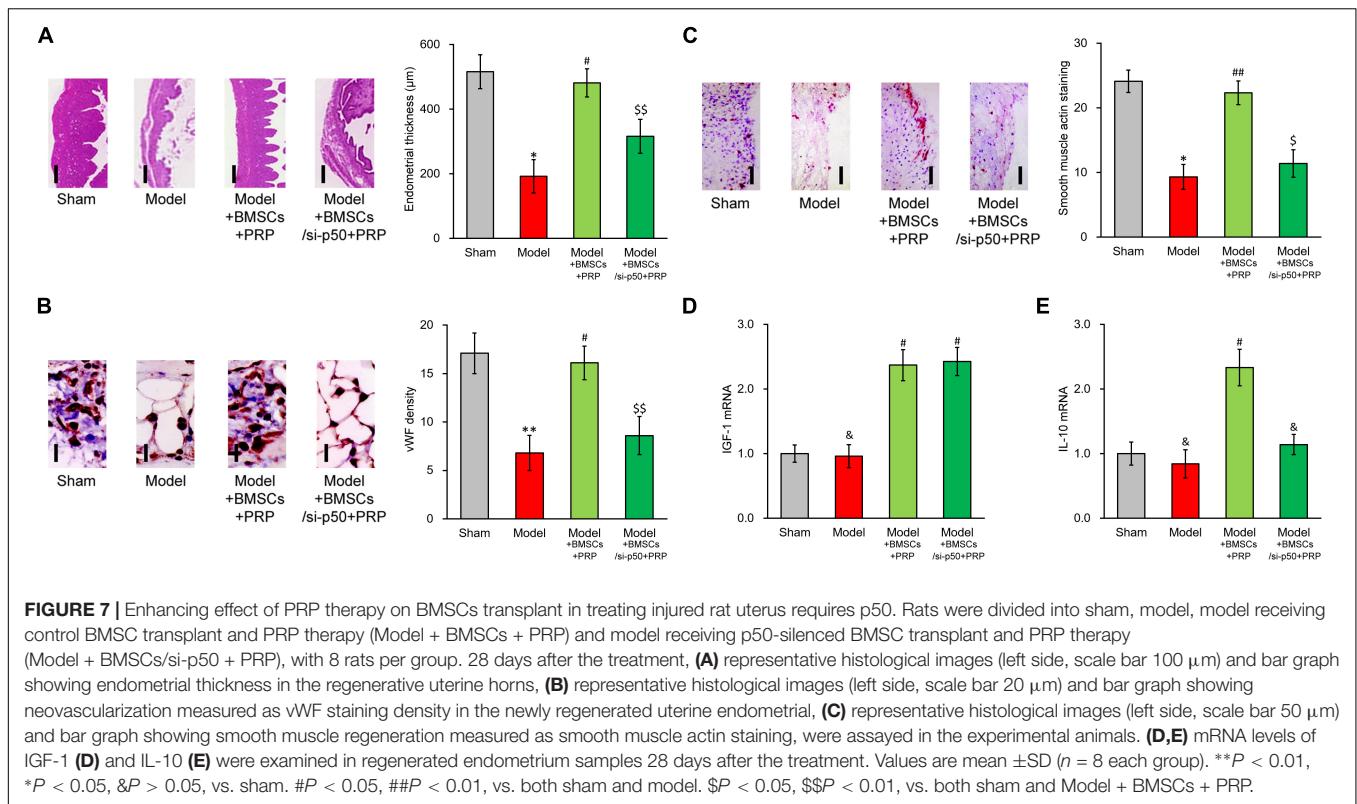 A
Sham
Model
Model
+BMSCs
+PRP
Model
+BMSCs
/si-p50+PRP
Endometrial thickness (μm)
600
400
200
0
*
#
$$
Sham
Model
Model
+BMSCs
+PRP
Model
+BMSCs
/si-p50+PRP
C
Sham
Model
Model
+BMSCs
+PRP
Model
+BMSCs
/si-p50+PRP
Smooth muscle actin staining
30
20
10
0
*
##
$
Sham
Model
Model
+BMSCs
+PRP
Model
+BMSCs
/si-p50+PRP
B
Sham
Model
Model
+BMSCs
+PRP
Model
+BMSCs
/si-p50+PRP
vWF density
20
15
10
5
0
**
#
$$
Sham
Model
Model
+BMSCs
+PRP
Model
+BMSCs
/si-p50+PRP
D
IGF-1 mRNA
3.0
2.0
1.0
0.0
&
#
#
Sham
Model
Model
+BMSCs
+PRP
Model
+BMSCs
/si-p50+PRP
E
IL-10 mRNA
3.0
2.0
1.0
0.0
&
#
&
Sham
Model
Model
+BMSCs
+PRP
Model
+BMSCs
/si-p50+PRP
FIGURE 7 | Enhancing effect of PRP therapy on BMSCs transplant in treating injured rat uterus requires p50. Rats were divided into sham, model, model receiving
control BMSC transplant and PRP therapy (Model + BMSCs + PRP) and model receiving p50-silenced BMSC transplant and PRP therapy
(Model + BMSCs/si-p50 + PRP), with 8 rats per group. 28 days after the treatment, (A) representative histological images (left side, scale bar 100 μm) and bar graph
showing endometrial thickness in the regenerative uterine horns, (B) representative histological images (left side, scale bar 20 μm) and bar graph showing
neovascularization measured as vWF staining density in the newly regenerated uterine endometrial, (C) representative histological images (left side, scale bar 50 μm)
and bar graph showing smooth muscle regeneration measured as smooth muscle actin staining, were assayed in the experimental animals. (D,E) mRNA levels of
IGF-1 (D) and IL-10 (E) were examined in regenerated endometrium samples 28 days after the treatment. Values are mean ±SD (n = 8 each group). **P < 0.01,
*P < 0.05, &P > 0.05, vs. sham. #P < 0.05, ##P < 0.01, vs. both sham and model. $P < 0.05, $$P < 0.01, vs. both sham and Model + BMSCs + PRP.